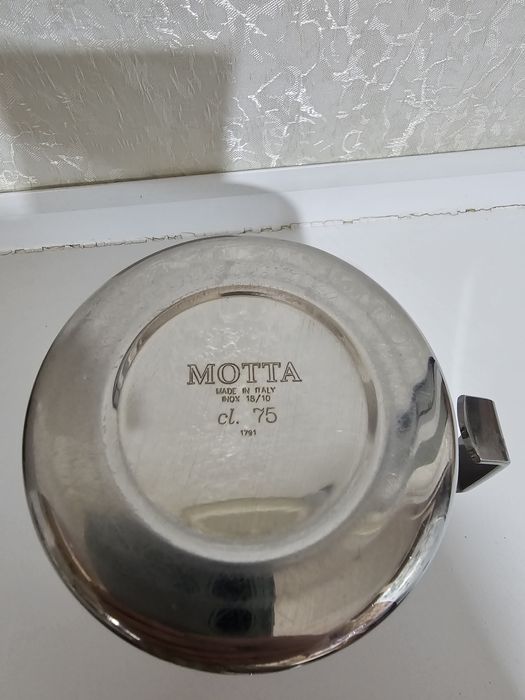 MOTTA
MADE IN ITALY
INOX 18/10
cl. 75
1791